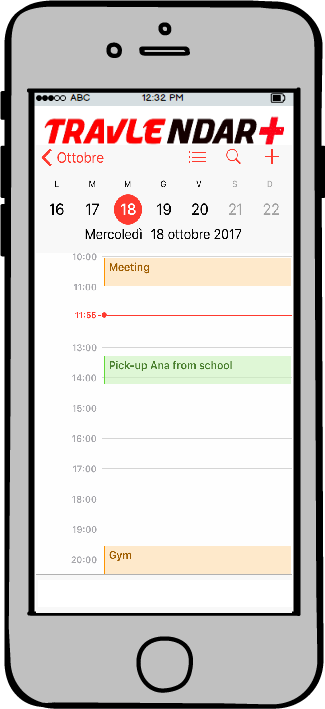 ABC 12:32 PM
TRAVLENDAR+
Ottobre
L M M G V S D
16 17 18 19 20 21 22
Mercoledì 18 ottobre 2017
10:00
Meeting
11:00
11:55
13:00
Pick-up Ana from school
14:00
15:00
16:00
17:00
18:00
19:00
Gym
20:00